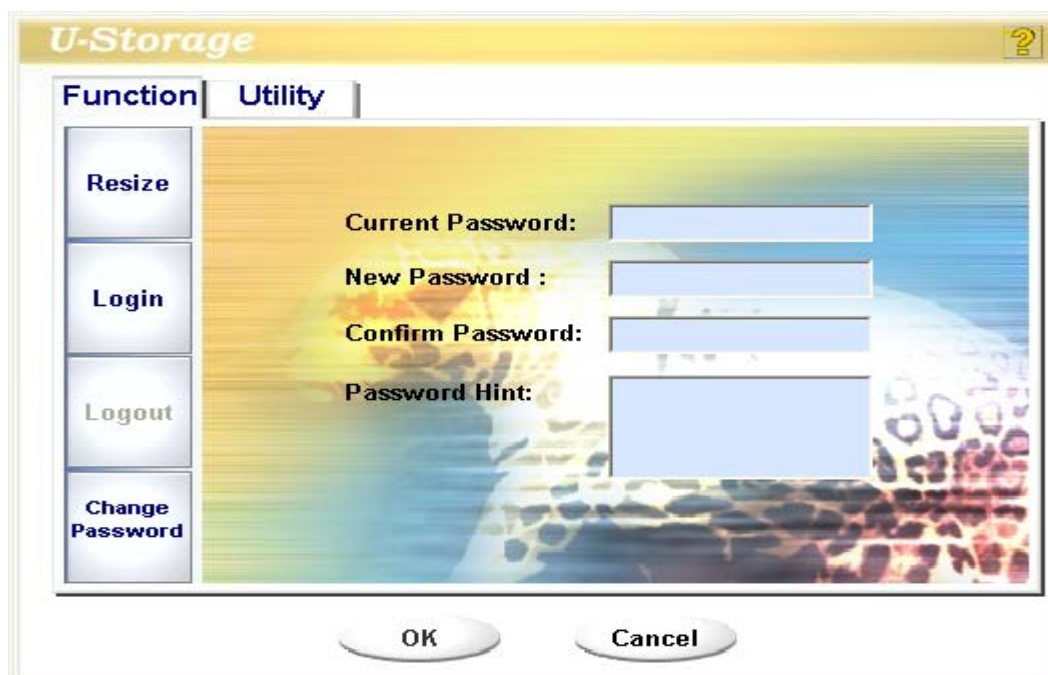 U-Storage
?
Function Utility
Resize
Current Password:
New Password :
Login
Confirm Password:
Password Hint:
Logout
Change
Password
OK Cancel